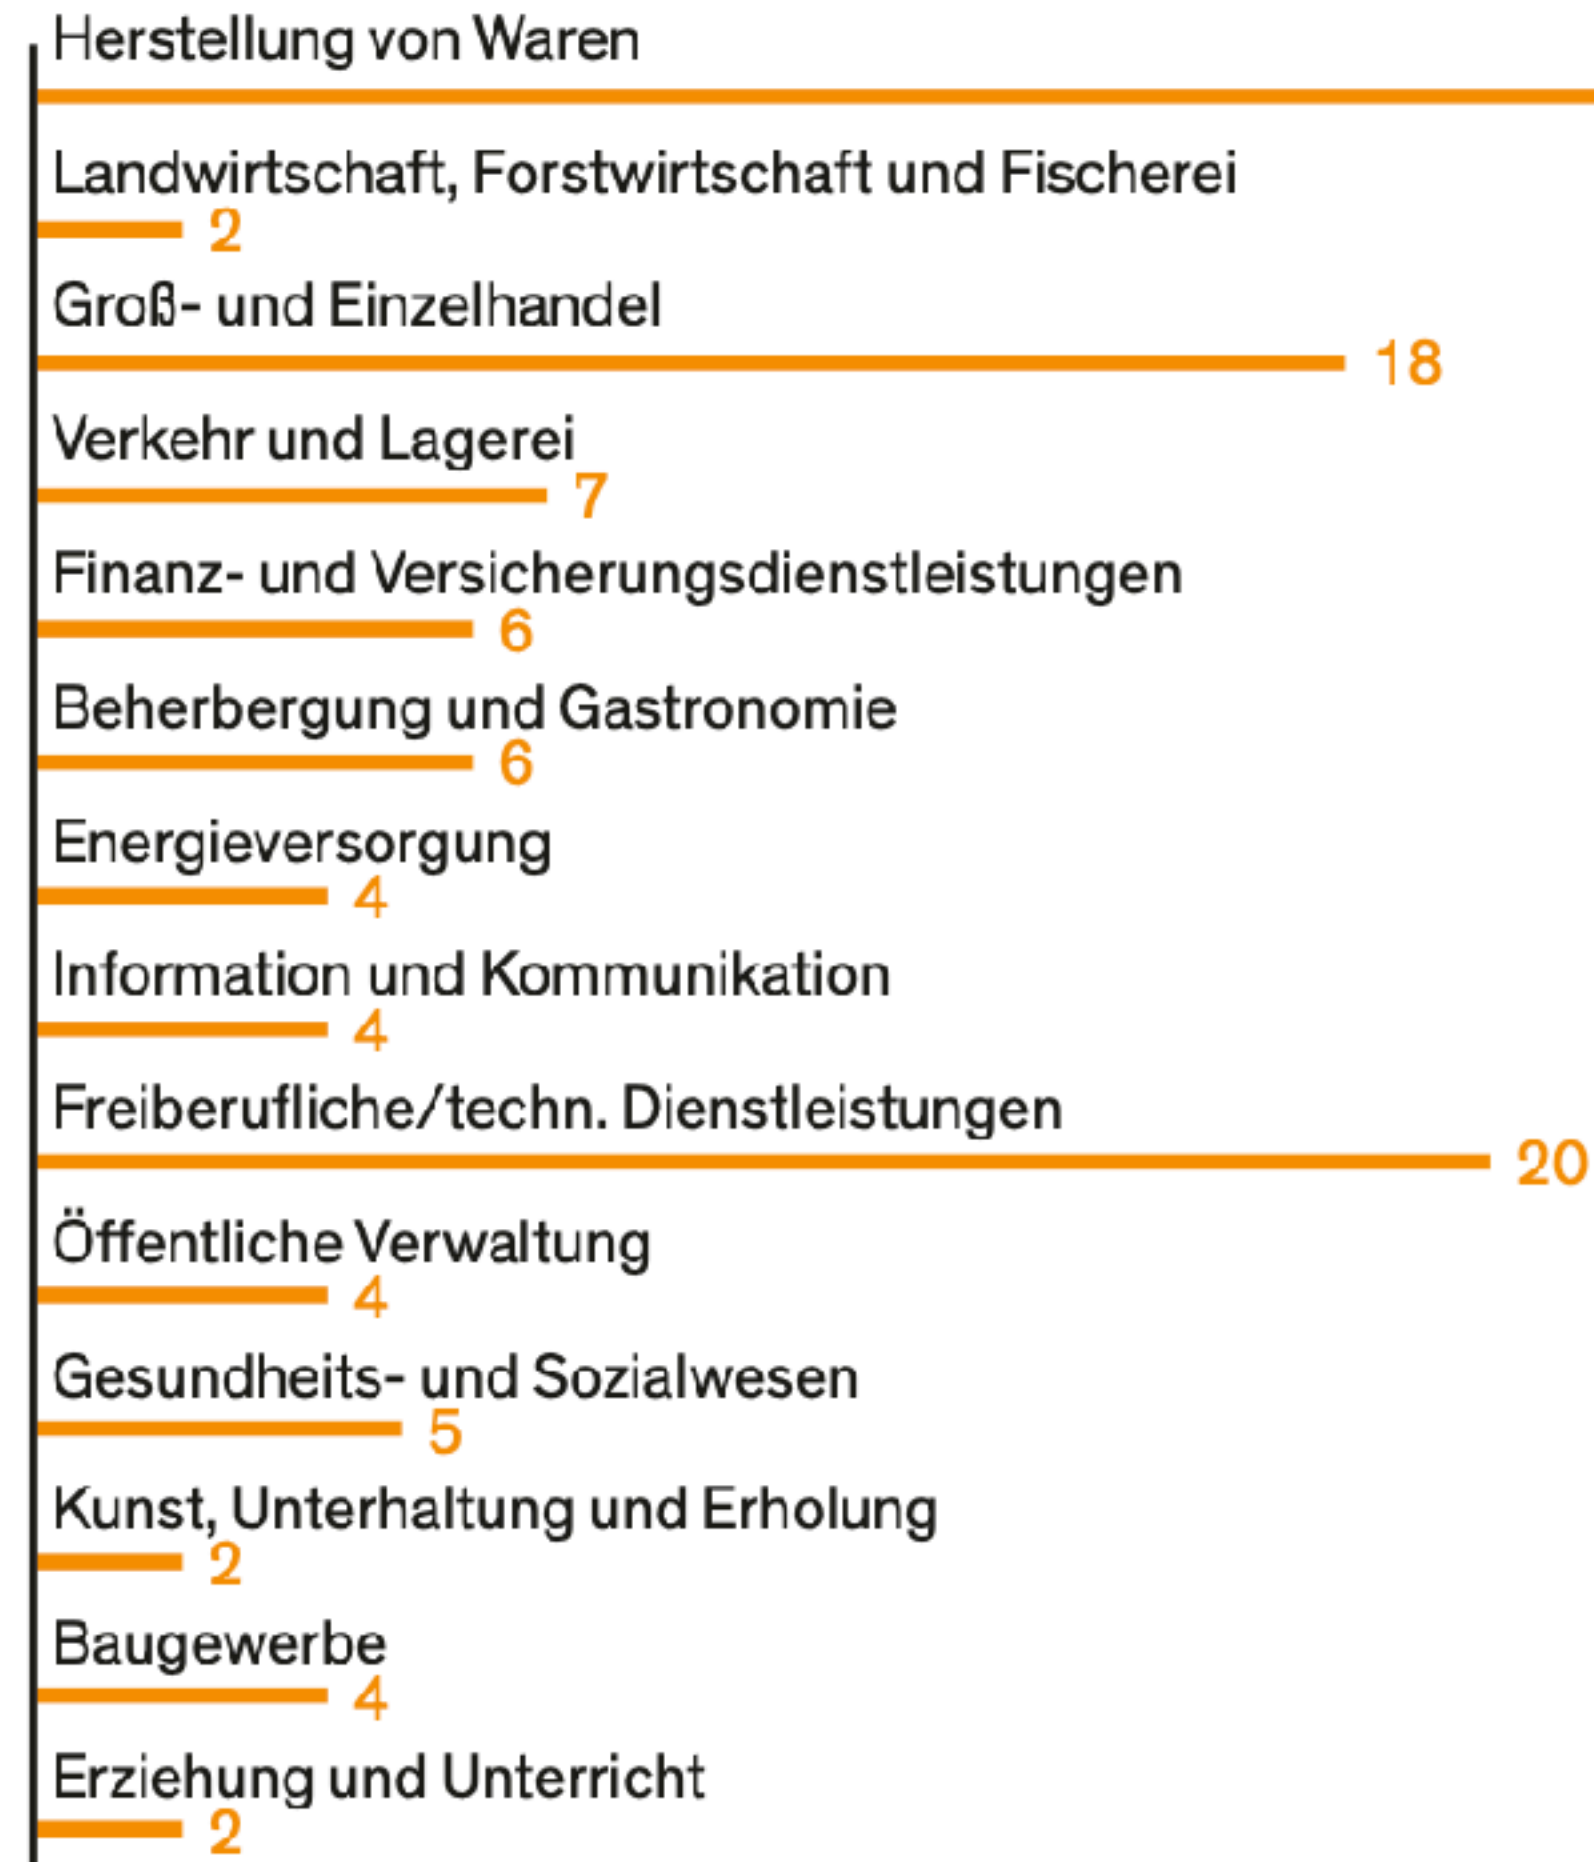 Herstellung von Waren
Landwirtschaft, Forstwirtschaft und Fischerei
2
Groß- und Einzelhandel
18
Verkehr und Lagerei
7
Finanz- und Versicherungsdienstleistungen
6
Beherbergung und Gastronomie
6
Energieversorgung
4
Information und Kommunikation
4
Freiberufliche/techn. Dienstleistungen
20
Öffentliche Verwaltung
4
Gesundheits- und Sozialwesen
5
Kunst, Unterhaltung und Erholung
2
Baugewerbe
4
Erziehung und Unterricht
2